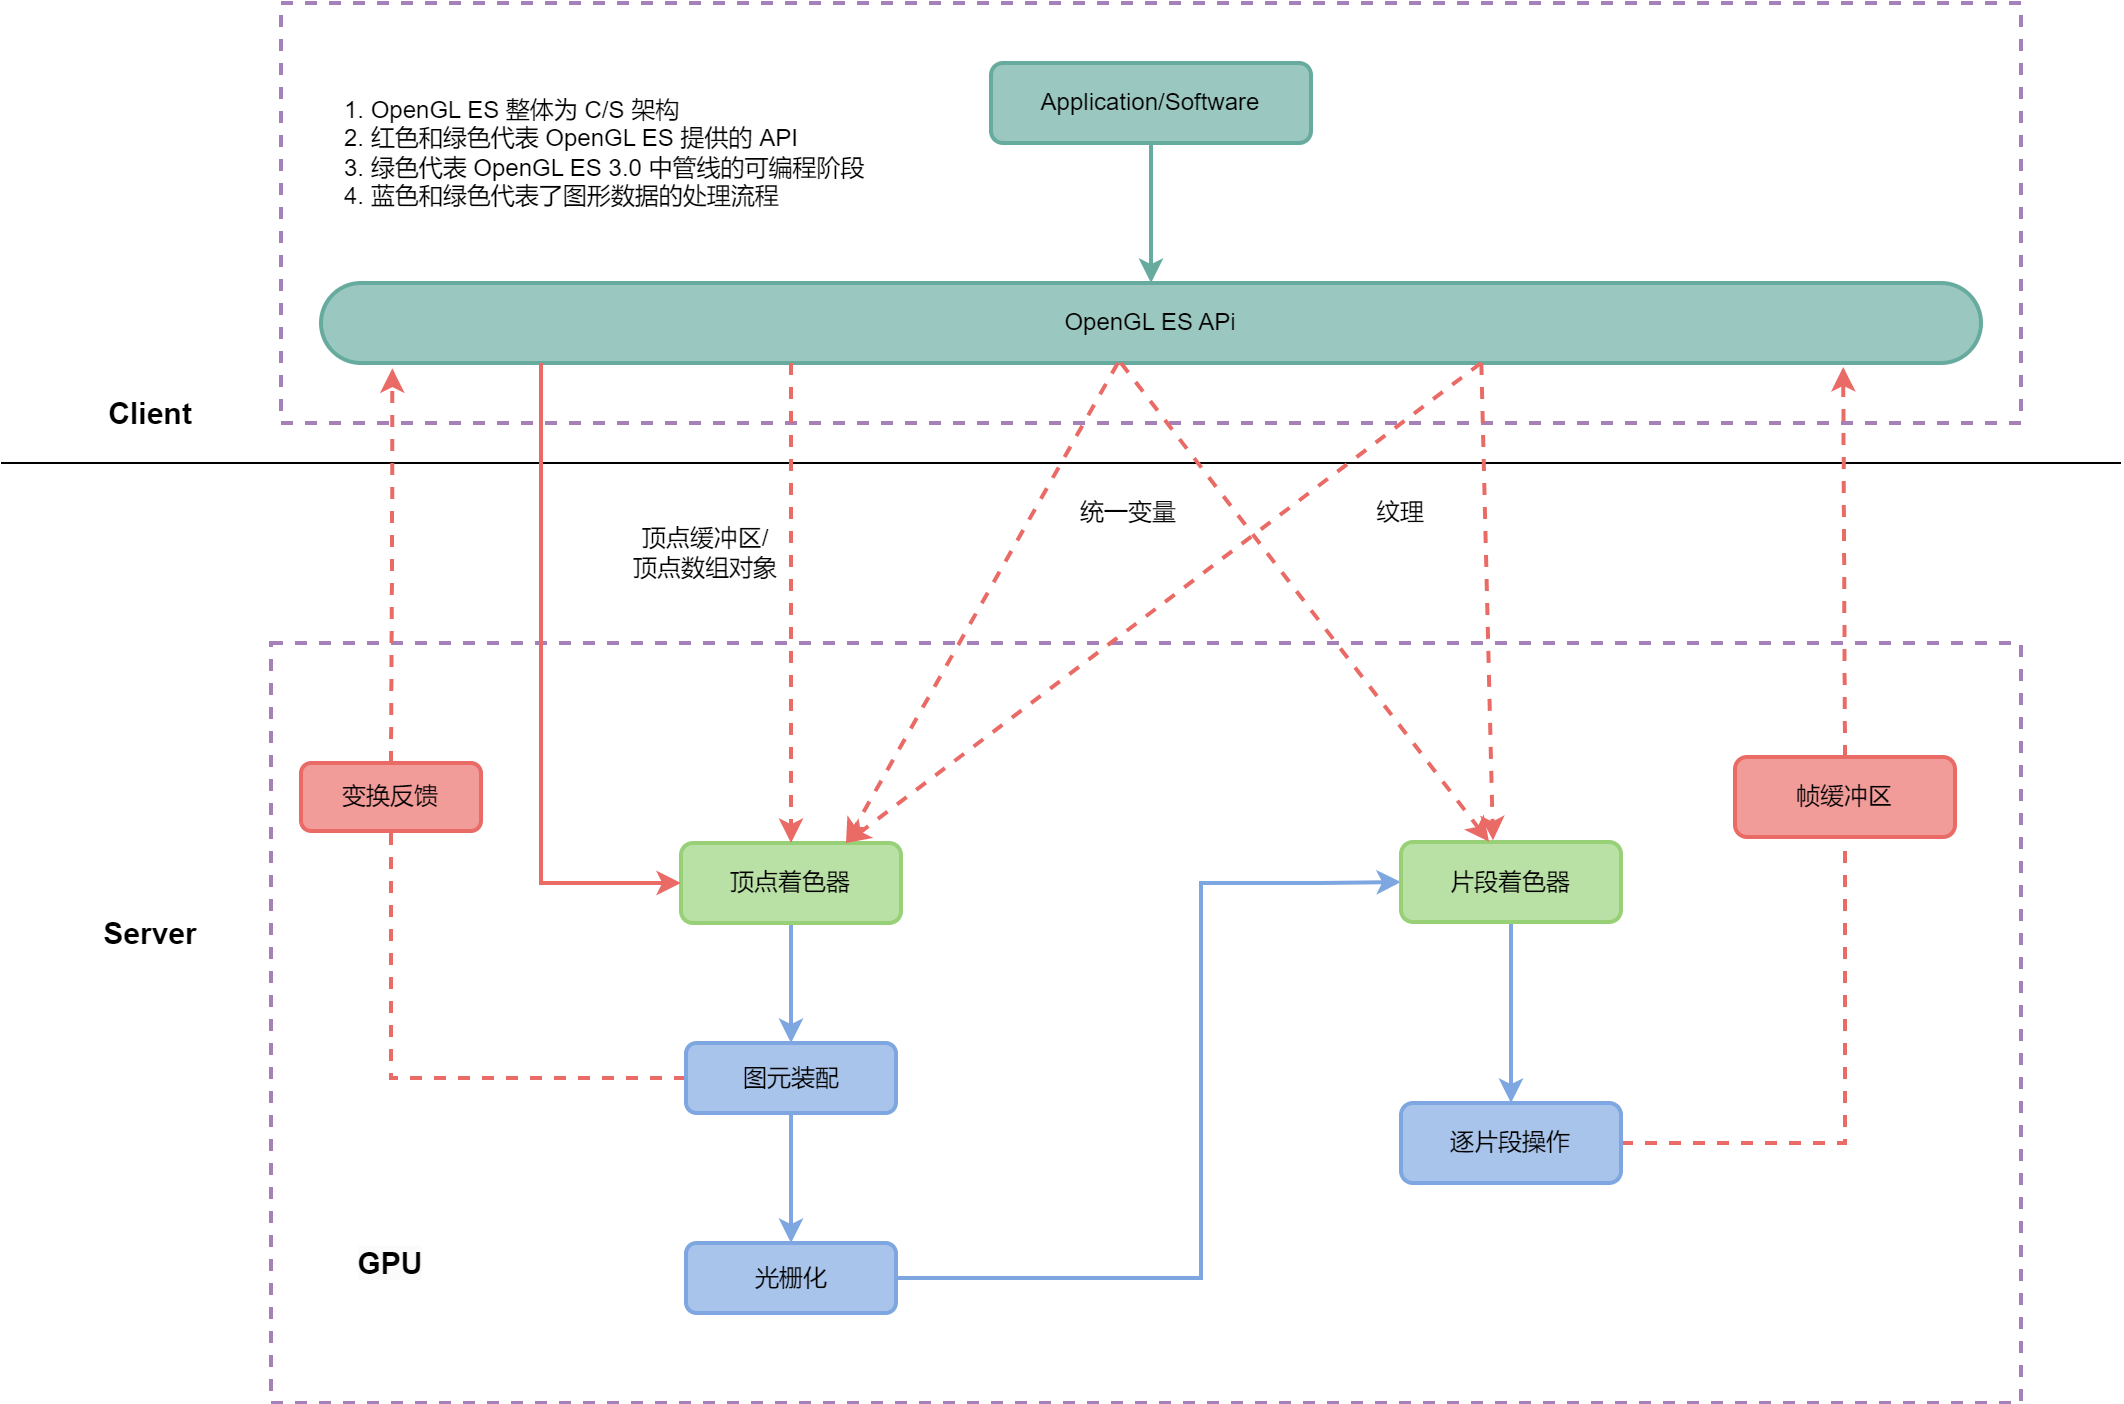 Application/Software
1. OpenGL ES 整体为 C/S 架构
2. 红色和绿色代表 OpenGL ES 提供的 API
3. 绿色代表 OpenGL ES 3.0 中管线的可编程阶段
4. 蓝色和绿色代表了图形数据的处理流程
OpenGL ES APi
Client
统一变量
纹理
顶点缓冲区/
顶点数组对象
变换反馈
帧缓冲区
顶点着色器
片段着色器
Server
图元装配
逐片段操作
GPU
光栅化